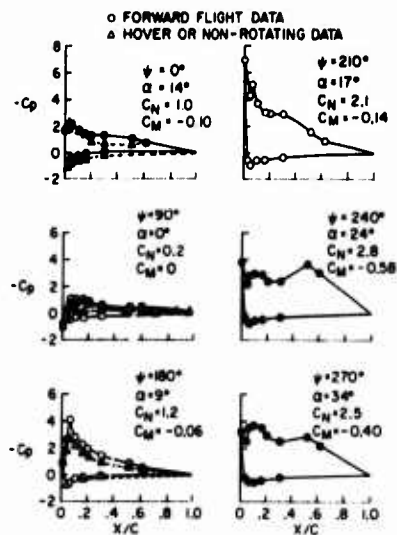 ○ FORWARD FLIGHT DATA
△ HOVER OR NON-ROTATING DATA
-Cp
8
6
4
2
0
-2
ψ = 0°
α = 14°
CN = 1.0
CM = -0.10
ψ = 210°
α = 17°
CN = 2.1
CM = -0.14
-Cp
6
4
2
0
-2
ψ = 90°
α = 0°
CN = 0.2
CM = 0
ψ = 240°
α = 24°
CN = 2.8
CM = -0.58
-Cp
6
4
2
0
-2
ψ = 180°
α = 9°
CN = 1.2
CM = -0.06
ψ = 270°
α = 34°
CN = 2.5
CM = -0.40
0 .2 .4 .6 .8 1.0
X/C
0 .2 .4 .6 .8 1.0
X/C